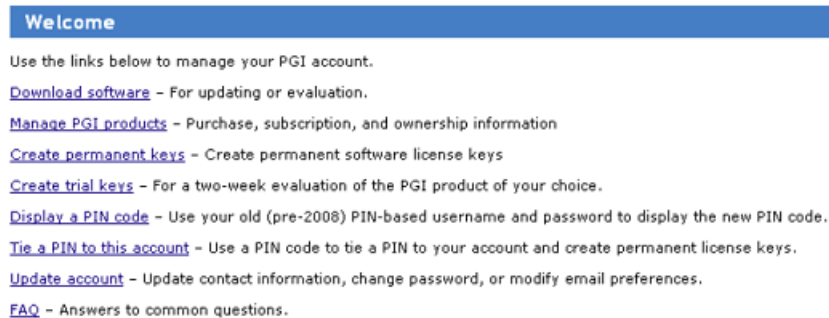 Welcome
Use the links below to manage your PGI account.
Download software – For updating or evaluation.
Manage PGI products – Purchase, subscription, and ownership information
Create permanent keys – Create permanent software license keys
Create trial keys – For a two-week evaluation of the PGI product of your choice.
Display a PIN code – Use your old (pre-2008) PIN-based username and password to display the new PIN code.
Tie a PIN to this account – Use a PIN code to tie a PIN to your account and create permanent license keys.
Update account – Update contact information, change password, or modify email preferences.
FAQ – Answers to common questions.